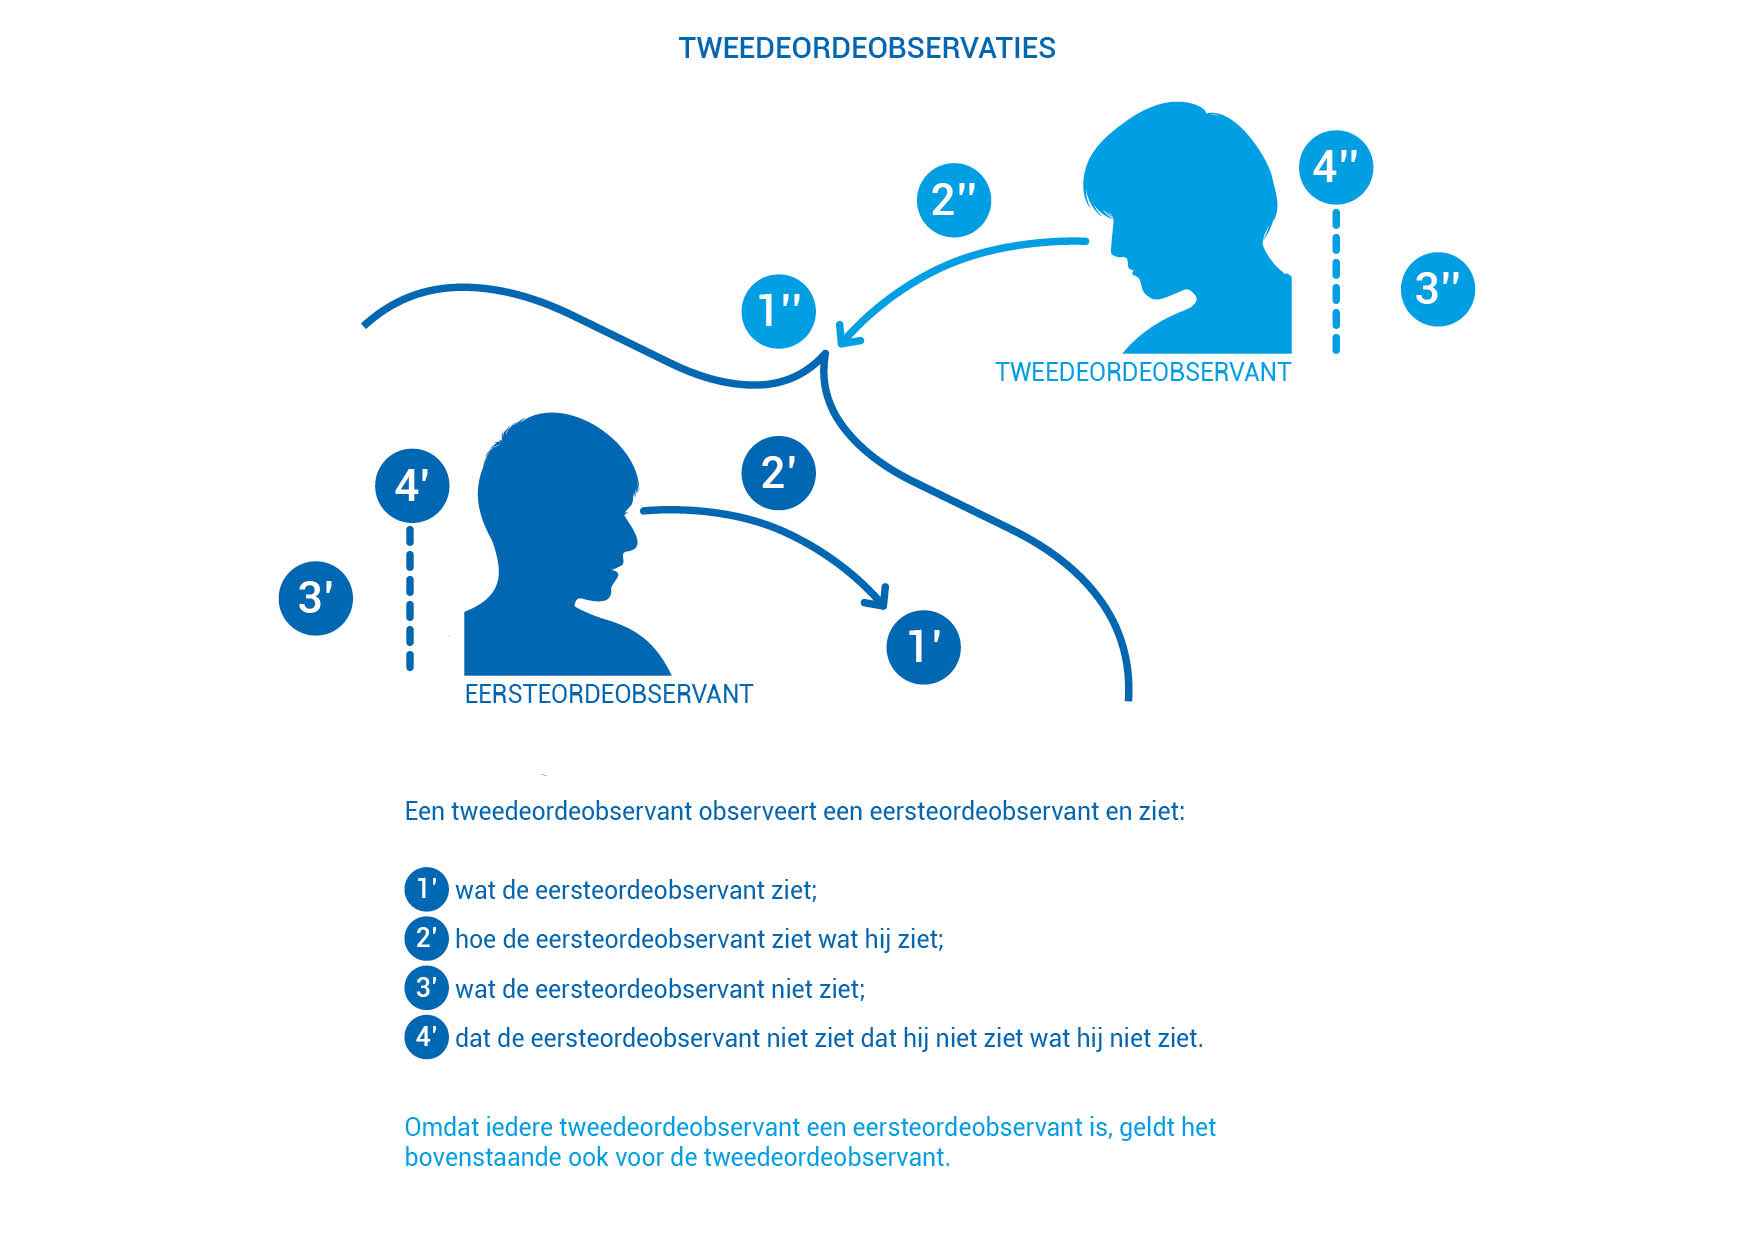 TWEEDEORDEOBSERVATIES
4''
2''
3''
1''
TWEEDEORDEOBSERVANT
4'
2'
3'
1'
EERSTEORDEOBSERVANT
Een tweedeordeobservant observeert een eersteordeobservant en ziet:
1' wat de eersteordeobservant ziet;
2' hoe de eersteordeobservant ziet wat hij ziet;
3' wat de eersteordeobservant niet ziet;
4' dat de eersteordeobservant niet ziet dat hij niet ziet wat hij niet ziet.
Omdat iedere tweedeordeobservant een eersteordeobservant is, geldt het
bovenstaande ook voor de tweedeordeobservant.